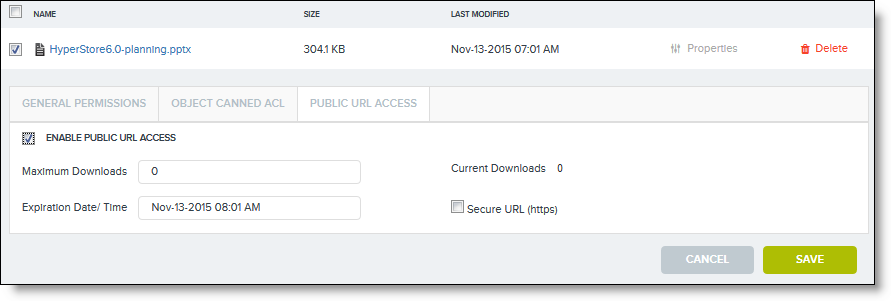 NAME SIZE LAST MODIFIED
HyperStore6.0-planning.pptx 304.1 KB Nov-13-2015 07:01 AM Properties Delete
GENERAL PERMISSIONS OBJECT CANNED ACL PUBLIC URL ACCESS
ENABLE PUBLIC URL ACCESS
Maximum Downloads 0 Current Downloads 0
Expiration Date/ Time Nov-13-2015 08:01 AM Secure URL (https)
CANCEL SAVE